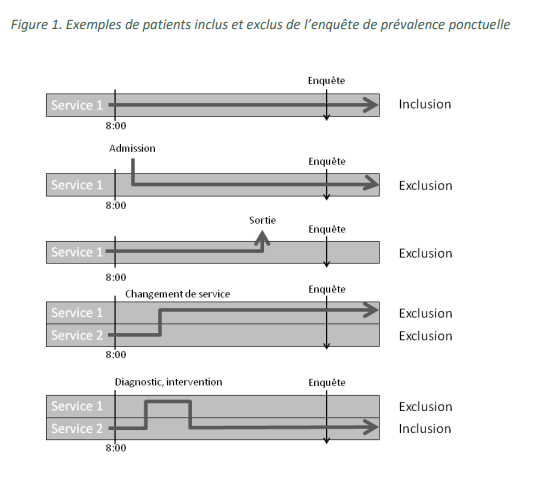 Figure 1. Exemples de patients inclus et exclus de l’enquête de prévalence ponctuelle
Enquête
Service 1
Inclusion
8:00
Admission
Enquête
Service 1
Exclusion
8:00
Sortie
Enquête
Service 1
Exclusion
8:00
Changement de service
Enquête
Service 1
Exclusion
Service 2
Exclusion
8:00
Diagnostic, intervention
Enquête
Service 1
Exclusion
Service 2
Inclusion
8:00